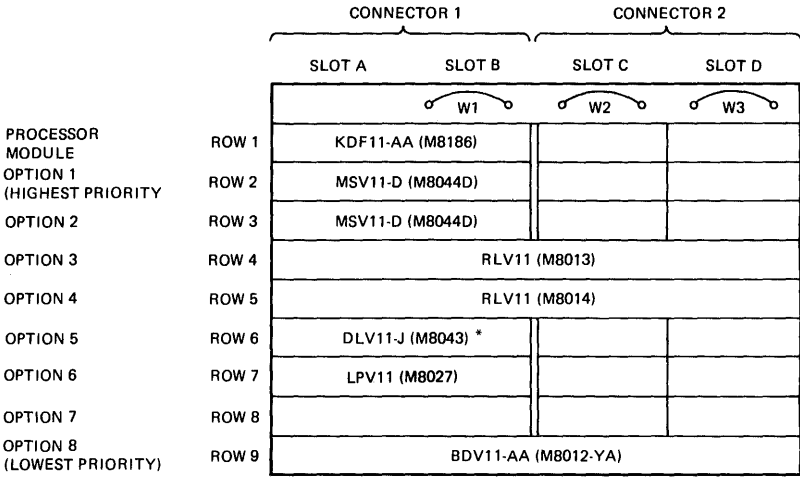 CONNECTOR 1 CONNECTOR 2
SLOT A SLOT B SLOT C SLOT D
W1 W2 W3
PROCESSOR
MODULE ROW 1 KDF11-AA (M8186)
OPTION 1
(HIGHEST PRIORITY ROW 2 MSV11-D (M8044D)
OPTION 2 ROW 3 MSV11-D (M8044D)
OPTION 3 ROW 4 RLV11 (M8013)
OPTION 4 ROW 5 RLV11 (M8014)
OPTION 5 ROW 6 DLV11-J (M8043) *
OPTION 6 ROW 7 LPV11 (M8027)
OPTION 7 ROW 8
OPTION 8
(LOWEST PRIORITY) ROW 9 BDV11-AA (M8012-YA)